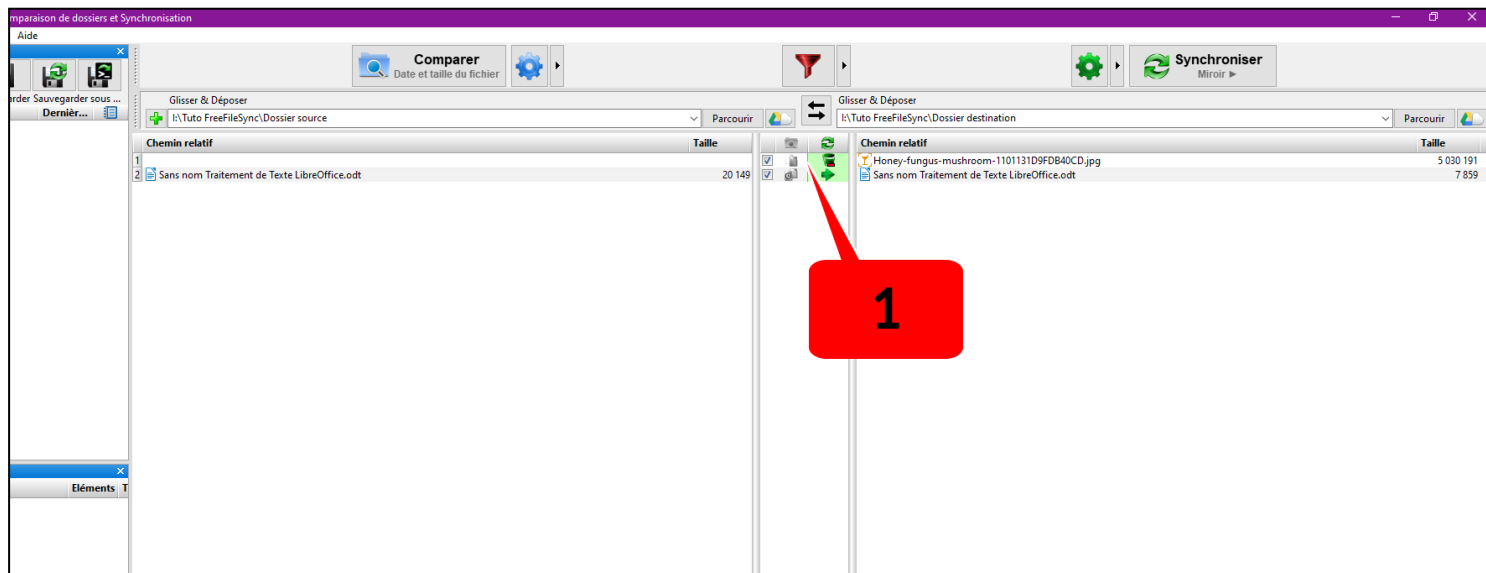 mparaison de dossiers et Synchronisation
Aide
Comparer
Date et taille du fichier
Synchroniser
Miroir ►
rder Sauvegarder sous ...
Dernièr...
Glisser & Déposer
I:\Tuto FreeFileSync\Dossier source
Parcourir
Glisser & Déposer
I:\Tuto FreeFileSync\Dossier destination
Parcourir
Chemin relatif Taille
Chemin relatif Taille
1 Honey-fungus-mushroom-1101131D9FDB40CD.jpg 5 030 191
2 Sans nom Traitement de Texte LibreOffice.odt 20 149 Sans nom Traitement de Texte LibreOffice.odt 7 859
1
Eléments T